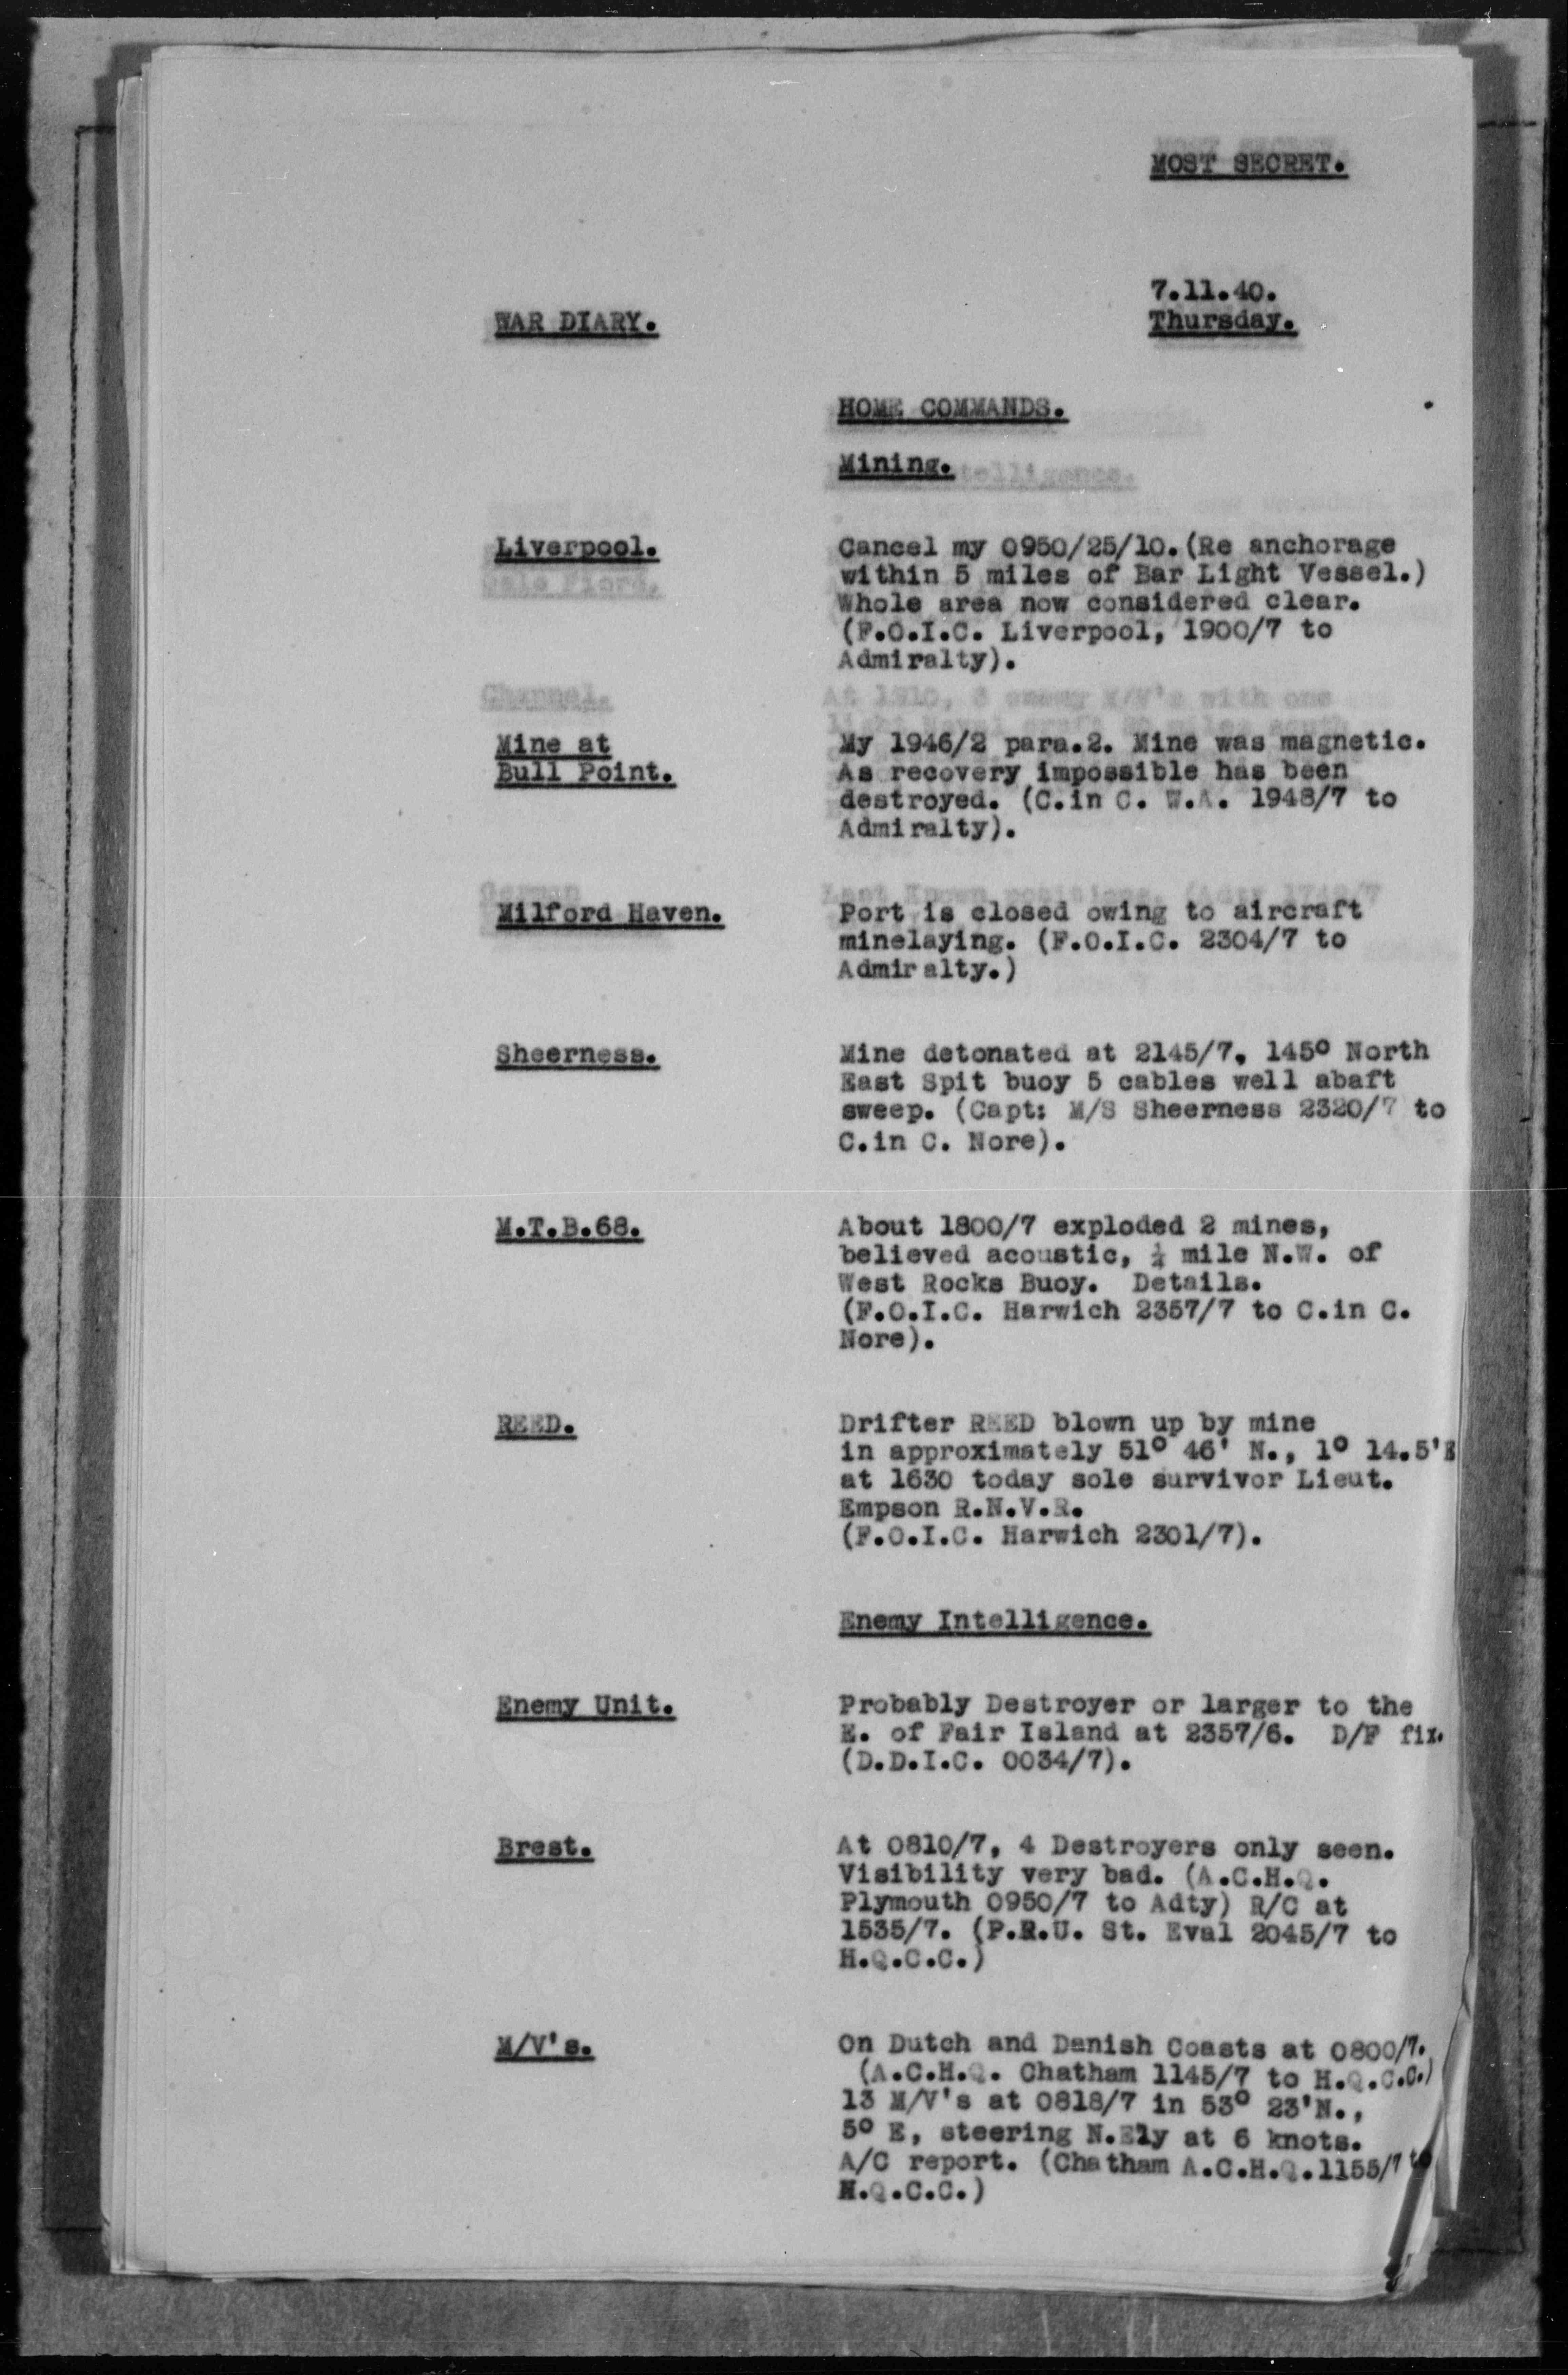 MOST SECRET.
7.11.40.
WAR DIARY.
Thursday.
HOME COMMANDS.
Mining.
Liverpool.
Cancel my 0950/25/10.(Re anchorage
within 5 miles of Bar Light Vessel.)
Whole area now considered clear.
(F.O.I.C. Liverpool, 1900/7 to
Admiralty).
Mine at
Bull Point.
My 1946/2 para.2. Mine was magnetic.
As recovery impossible has been
destroyed. (C.in C. W.A. 1948/7 to
Admiralty).
Milford Haven.
Port is closed owing to aircraft
minelaying. (F.O.I.C. 2304/7 to
Admiralty.)
Sheerness.
Mine detonated at 2145/7, 145° North
East Spit buoy 5 cables well abaft
sweep. (Capt: M/S Sheerness 2320/7 to
C.in C. Nore).
M.T.B.68.
About 1800/7 exploded 2 mines,
believed acoustic, ¼ mile N.W. of
West Rocks Buoy. Details.
(F.O.I.C. Harwich 2357/7 to C.in C.
Nore).
REED.
Drifter REED blown up by mine
in approximately 51° 46' N., 1° 14.5'E
at 1630 today sole survivor Lieut.
Empson R.N.V.R.
(F.O.I.C. Harwich 2301/7).
Enemy Intelligence.
Enemy Unit.
Probably Destroyer or larger to the
E. of Fair Island at 2357/6. D/F fix.
(D.D.I.C. 0034/7).
Brest.
At 0810/7, 4 Destroyers only seen.
Visibility very bad. (A.C.H.Q.
Plymouth 0950/7 to Adty) R/C at
1535/7. (P.R.U. St. Eval 2045/7 to
H.Q.C.C.)
M/V's.
On Dutch and Danish Coasts at 0800/7.
(A.C.H.Q. Chatham 1145/7 to H.Q.C.C.)
13 M/V's at 0818/7 in 53° 23'N.,
5° E, steering N.Ely at 6 knots.
A/C report. (Chatham A.C.H.Q.1155/7 to
H.Q.C.C.)